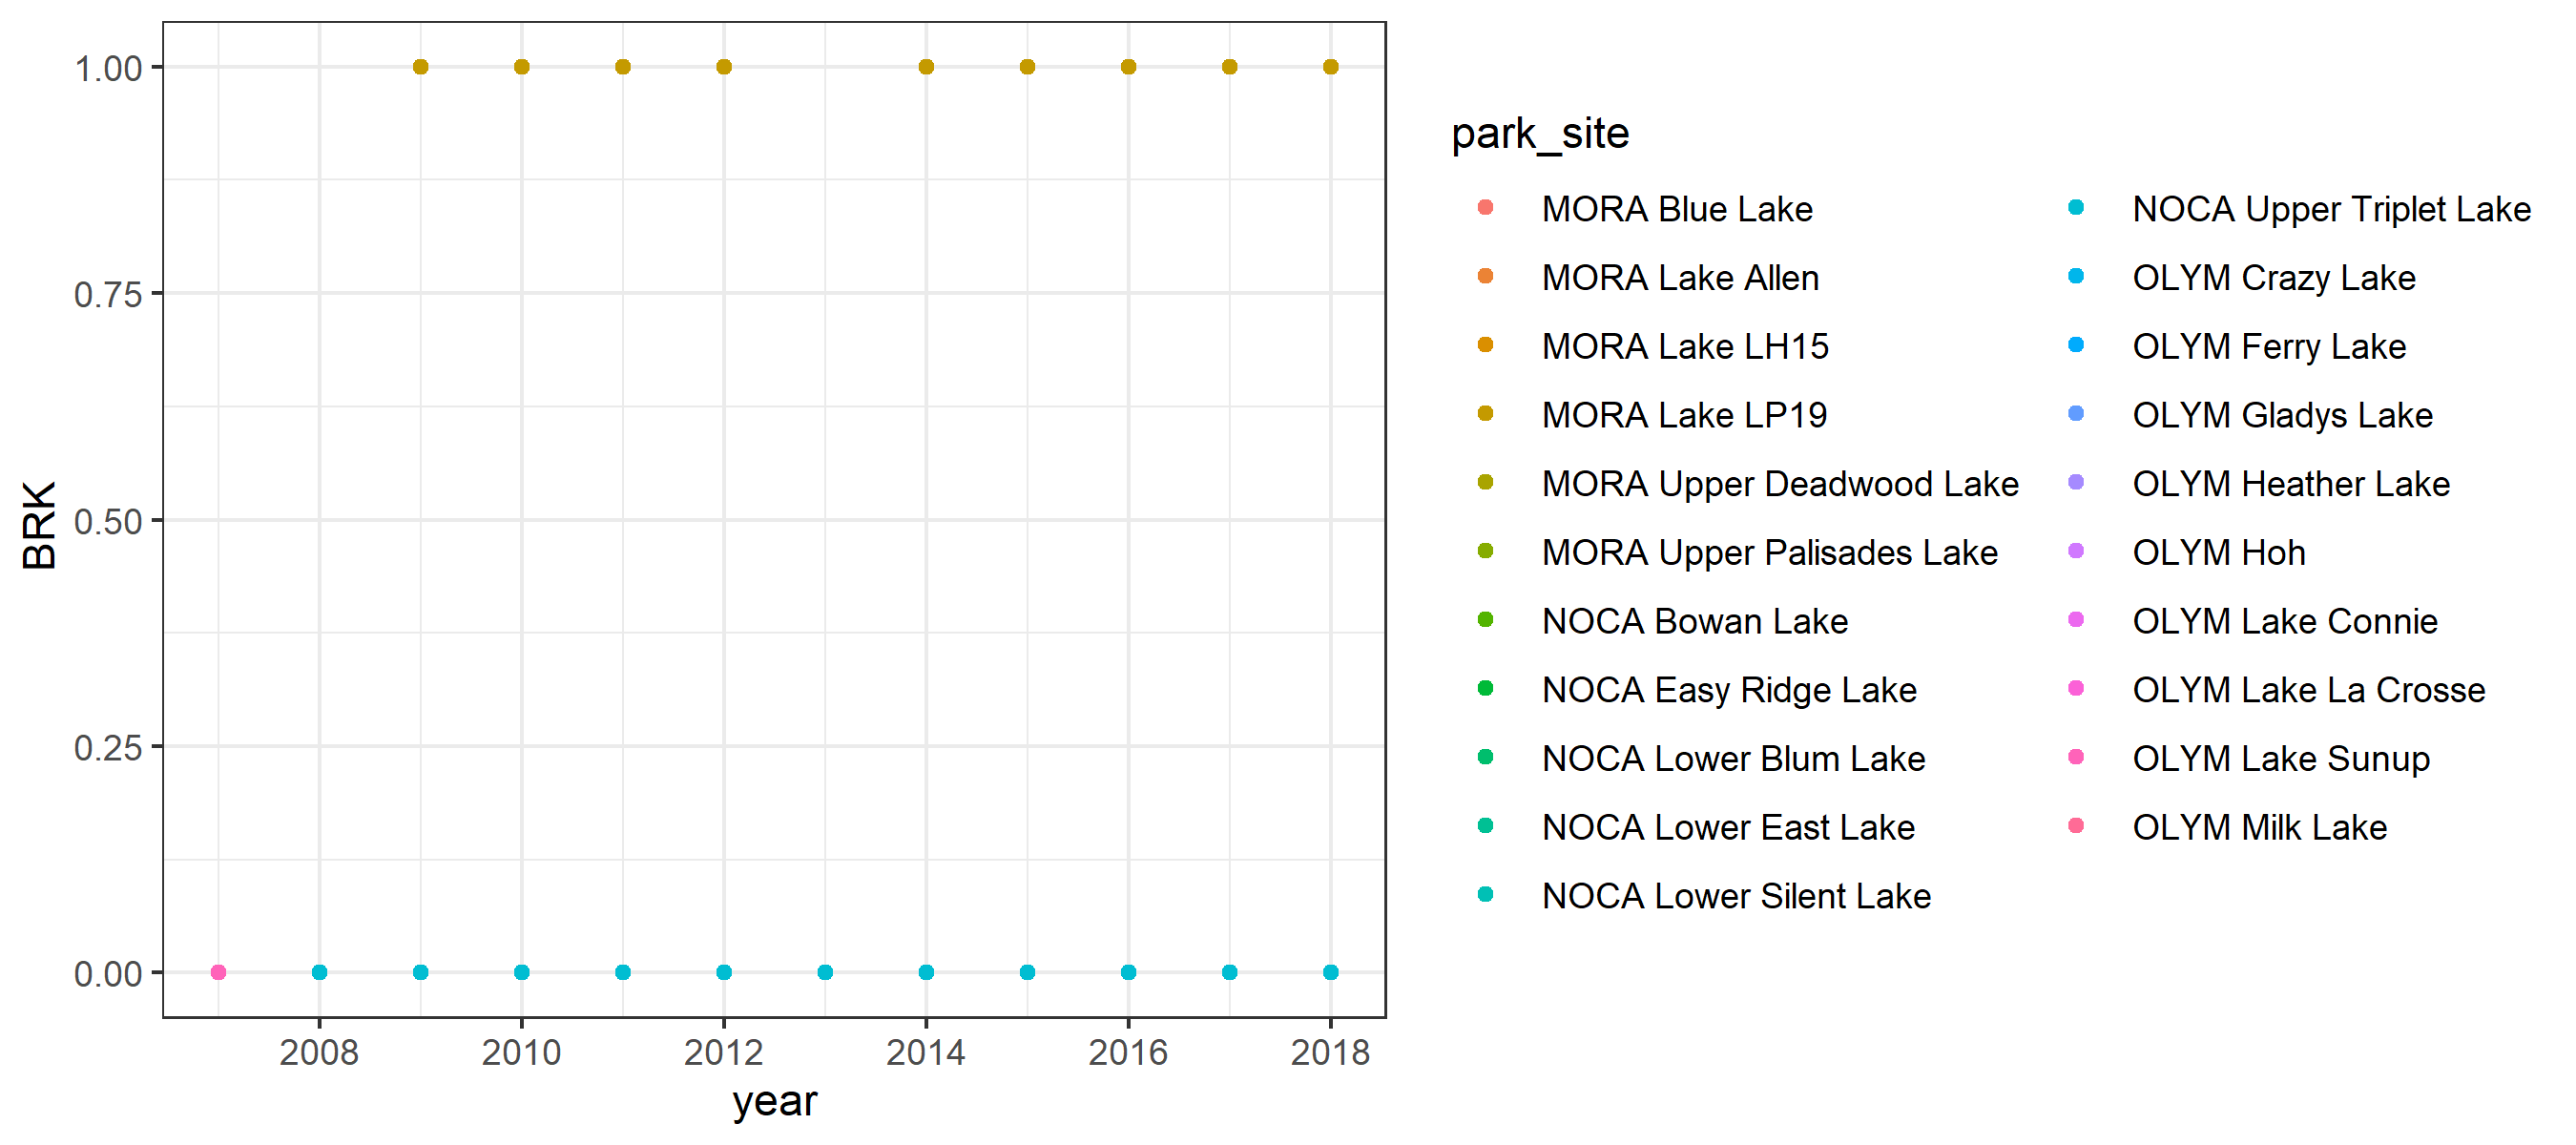 1.00
0.75
0.50
0.25
0.00
BRK
2008
2010
2012
2014
2016
2018
year
park_site
MORA Blue Lake
MORA Lake Allen
MORA Lake LH15
MORA Lake LP19
MORA Upper Deadwood Lake
MORA Upper Palisades Lake
NOCA Bowan Lake
NOCA Easy Ridge Lake
NOCA Lower Blum Lake
NOCA Lower East Lake
NOCA Lower Silent Lake
NOCA Upper Triplet Lake
OLYM Crazy Lake
OLYM Ferry Lake
OLYM Gladys Lake
OLYM Heather Lake
OLYM Hoh
OLYM Lake Connie
OLYM Lake La Crosse
OLYM Lake Sunup
OLYM Milk Lake